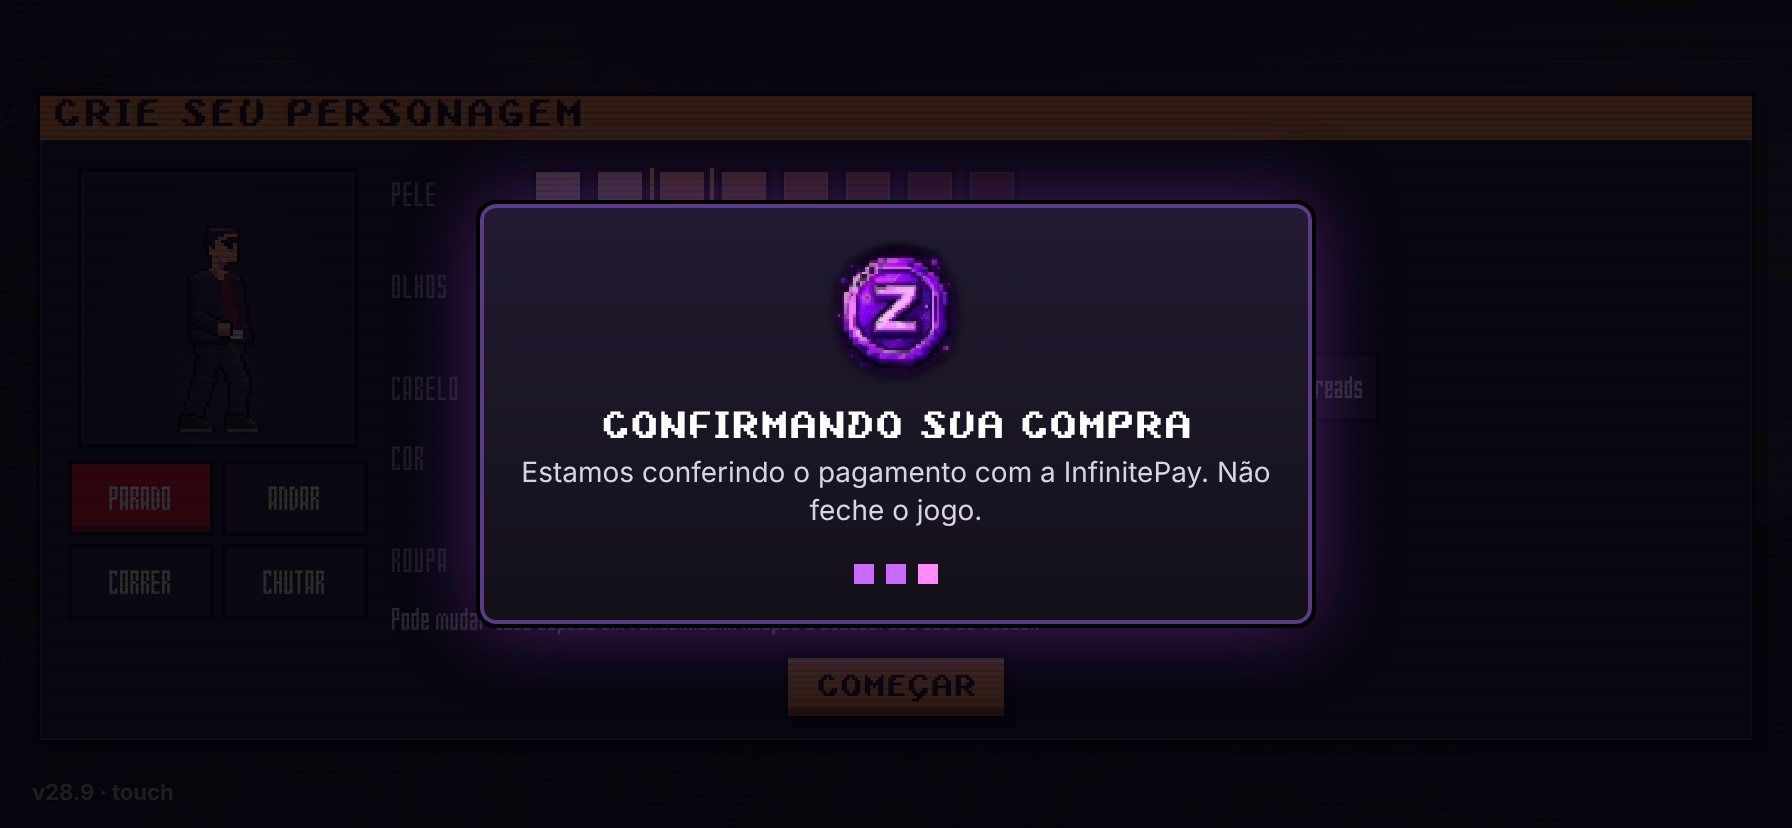 CRIE SEU PERSONAGEM
PELE
OLHOS
CABELO
reads
COR
ROUPA
PARADO
ANDAR
CORRER
CHUTAR
Z
CONFIRMANDO SUA COMPRA
Estamos conferindo o pagamento com a InfinitePay. Não
feche o jogo.
Pode mudar
COMEÇAR
v28.9 · touch